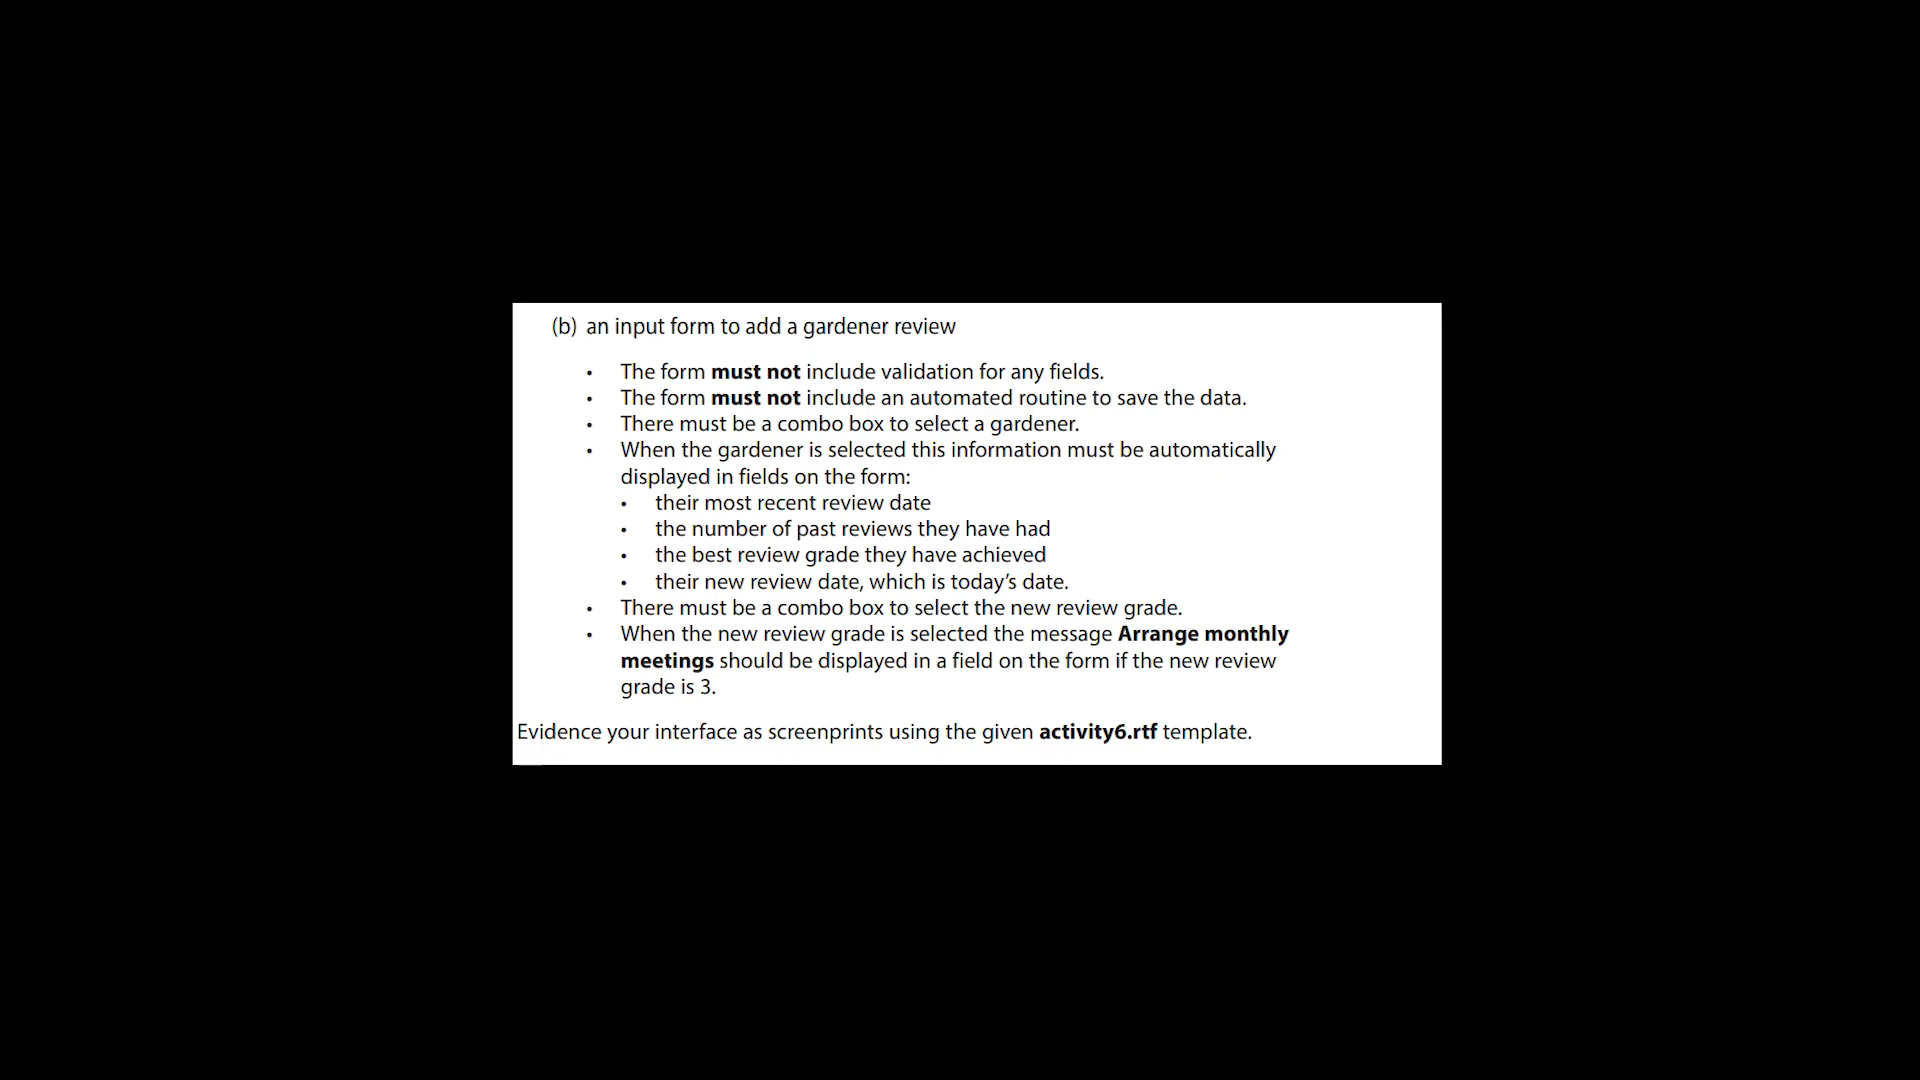 (b) an input form to add a gardener review
• The form must not include validation for any fields.
• The form must not include an automated routine to save the data.
• There must be a combo box to select a gardener.
• When the gardener is selected this information must be automatically
displayed in fields on the form:
• their most recent review date
• the number of past reviews they have had
• the best review grade they have achieved
• their new review date, which is today’s date.
• There must be a combo box to select the new review grade.
• When the new review grade is selected the message Arrange monthly
meetings should be displayed in a field on the form if the new review
grade is 3.
Evidence your interface as screenprints using the given activity6.rtf template.